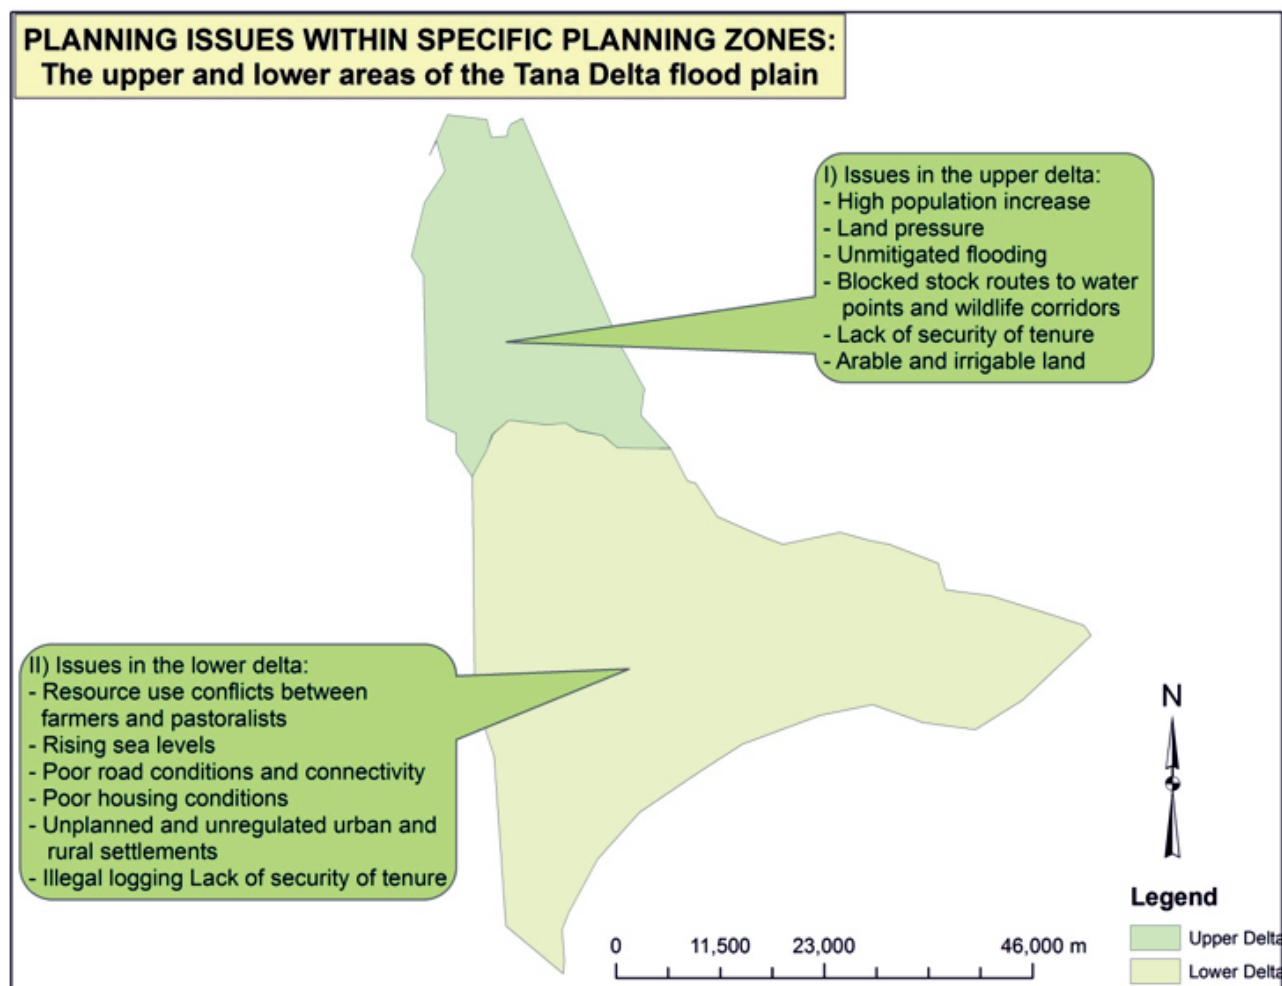 PLANNING ISSUES WITHIN SPECIFIC PLANNING ZONES:
The upper and lower areas of the Tana Delta flood plain
I) Issues in the upper delta:
- High population increase
- Land pressure
- Unmitigated flooding
- Blocked stock routes to water
points and wildlife corridors
- Lack of security of tenure
- Arable and irrigable land
II) Issues in the lower delta:
- Resource use conflicts between
farmers and pastoralists
- Rising sea levels
- Poor road conditions and connectivity
- Poor housing conditions
- Unplanned and unregulated urban and
rural settlements
- Illegal logging Lack of security of tenure
N
Legend
Upper Delta
Lower Delta
0 11,500 23,000 46,000 m